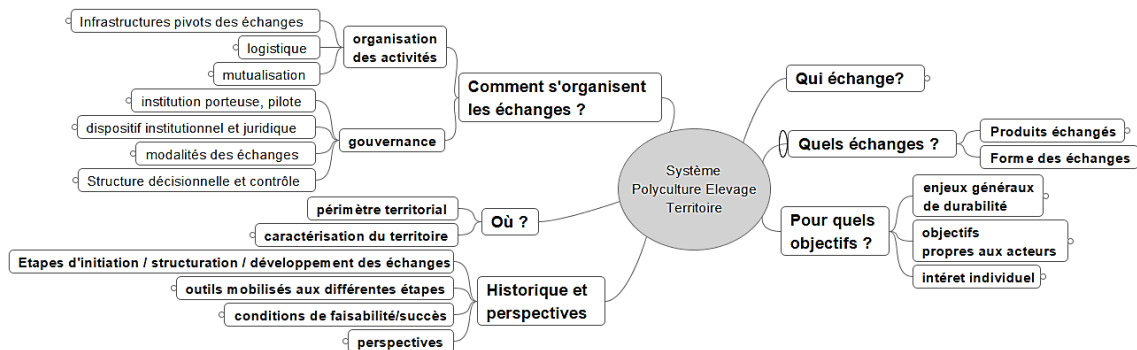 Système
Polyculture Elevage
Territoire
Qui échange?
Quels échanges ?
Produits échangés
Forme des échanges
Pour quels
objectifs ?
enjeux généraux
de durabilité
objectifs
propres aux acteurs
intéret individuel
Comment s'organisent
les échanges ?
organisation
des activités
Infrastructures pivots des échanges
logistique
mutualisation
gouvernance
institution porteuse, pilote
dispositif institutionnel et juridique
modalités des échanges
Structure décisionnelle et contrôle
Où ?
périmètre territorial
caractérisation du territoire
Historique et
perspectives
Etapes d'initiation / structuration / développement des échanges
outils mobilisés aux différentes étapes
conditions de faisabilité/succès
perspectives